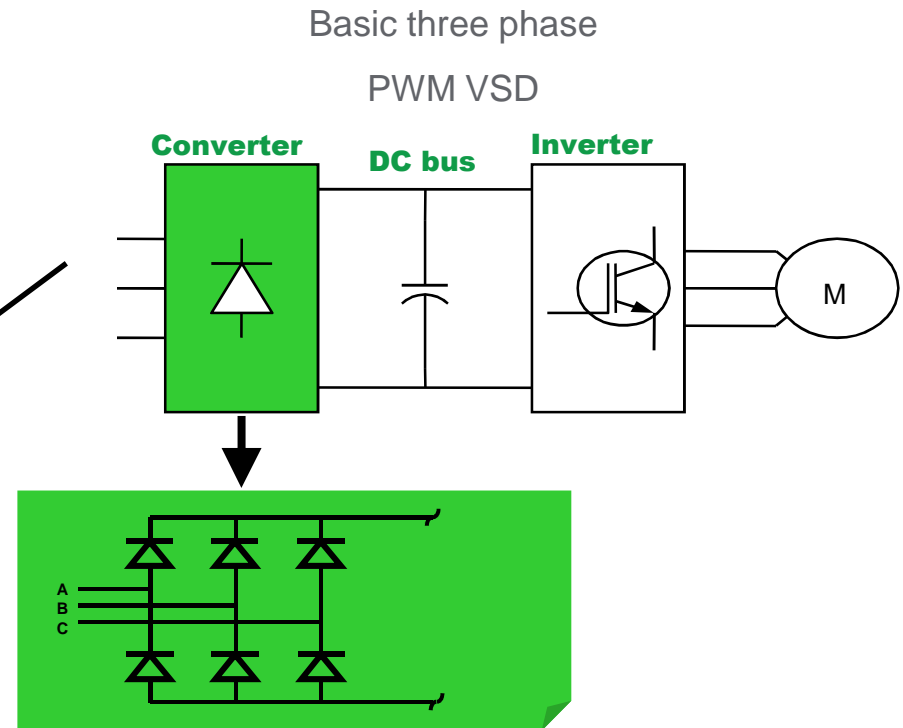 Basic three phase
PWM VSD
Converter
DC bus
Inverter
M
A
B
C